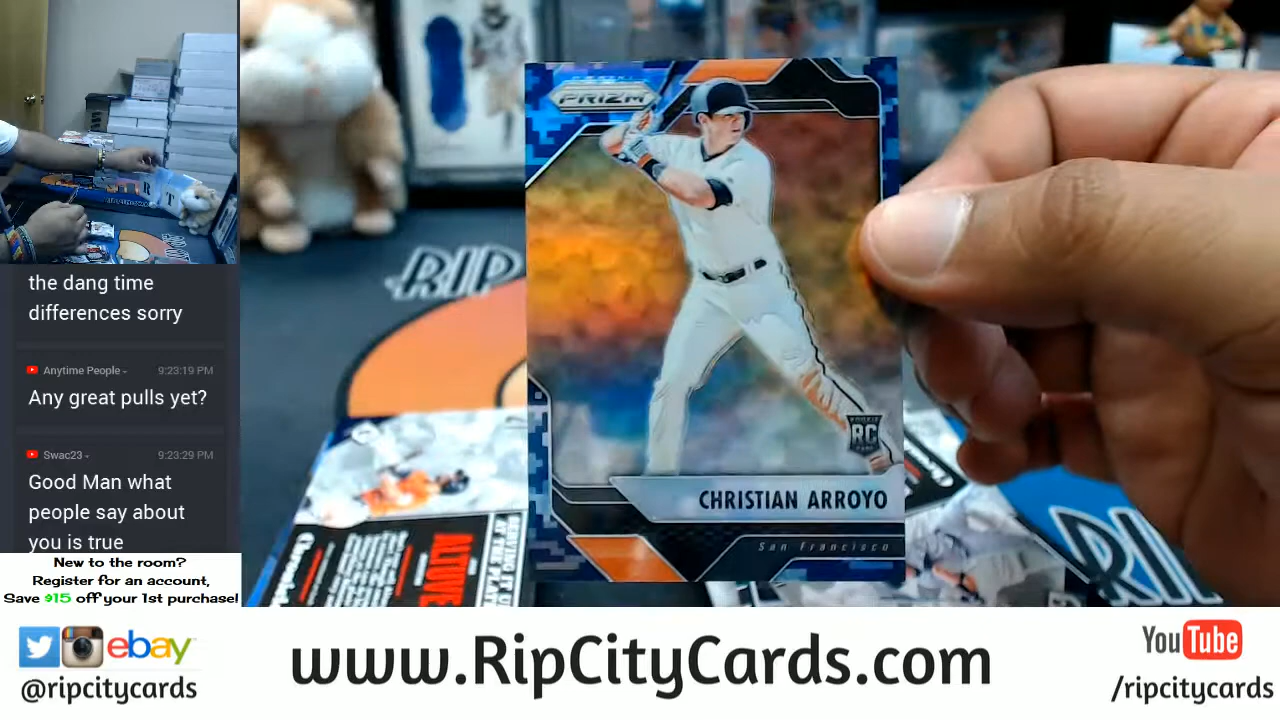 the dang time
differences sorry
Anytime People
9:23:19 PM
Any great pulls yet?
Swac23
9:23:29 PM
Good Man what
people say about
you is true
New to the room?
Register for an account,
Save $15 off your 1st purchase!
PRIZM
RIP
ROOKIE
RC
CARD
CHRISTIAN ARROYO
San Francisco
ALTUVE
RIP
ebay
@ripcitycards
www.RipCityCards.com
YouTube
/ripcitycards